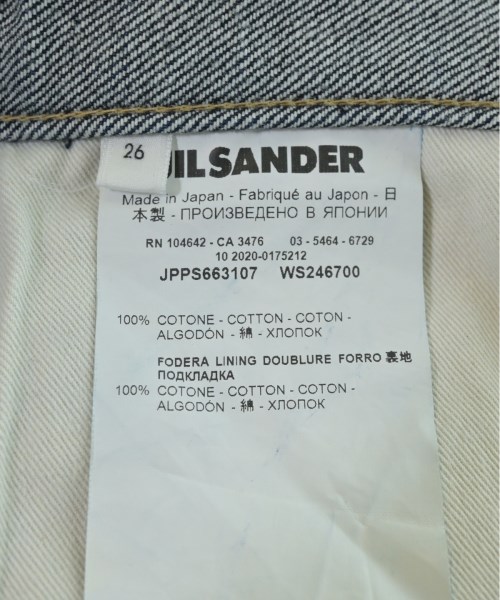 26
JIL SANDER
Made in Japan - Fabriqué au Japon - 日
本製 - ПРОИЗВЕДЕНО В ЯПОНИИ
RN 104642 - CA 3476 03 - 5464 - 6729
10 2020-0175212
JPPS663107 WS246700
100% COTONE - COTTON - COTON -
ALGODÓN - 綿 - ХЛОПОК
FODERA LINING DOUBLURE FORRO 裏地
ПОДКЛАДКА
100% COTONE - COTTON - COTON -
ALGODÓN - 綿 - ХЛОПОК